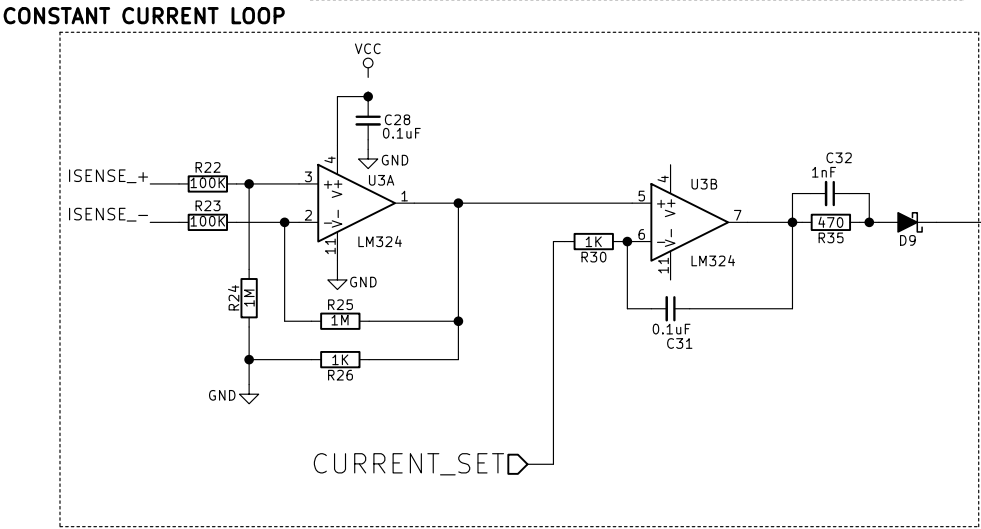 CONSTANT CURRENT LOOP
VCC
C28
0.1uF
GND
ISENSE_+
R22
100K
ISENSE_-
R23
100K
3
2
4
11
++
V
-V-
U3A
1
LM324
GND
R24
1M
R25
1M
1K
R26
GND
CURRENT_SET
5
6
4
11
++
V
-V-
U3B
7
LM324
1K
R30
0.1uF
C31
C32
1nF
470
R35
D9